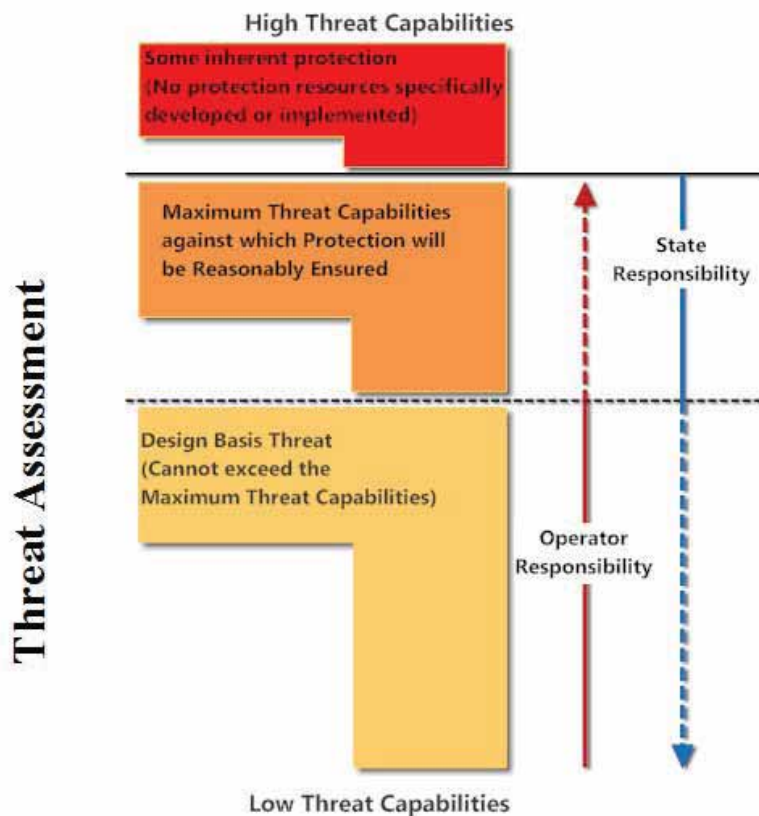 High Threat Capabilities
Some inherent protection
(No protection resources specifically
developed or implemented)
Maximum Threat Capabilities
against which Protection will
be Reasonably Ensured
State
Responsibility
Threat Assessment
Design Basis Threat
(Cannot exceed the
Maximum Threat Capabilities)
Operator
Responsibility
Low Threat Capabilities